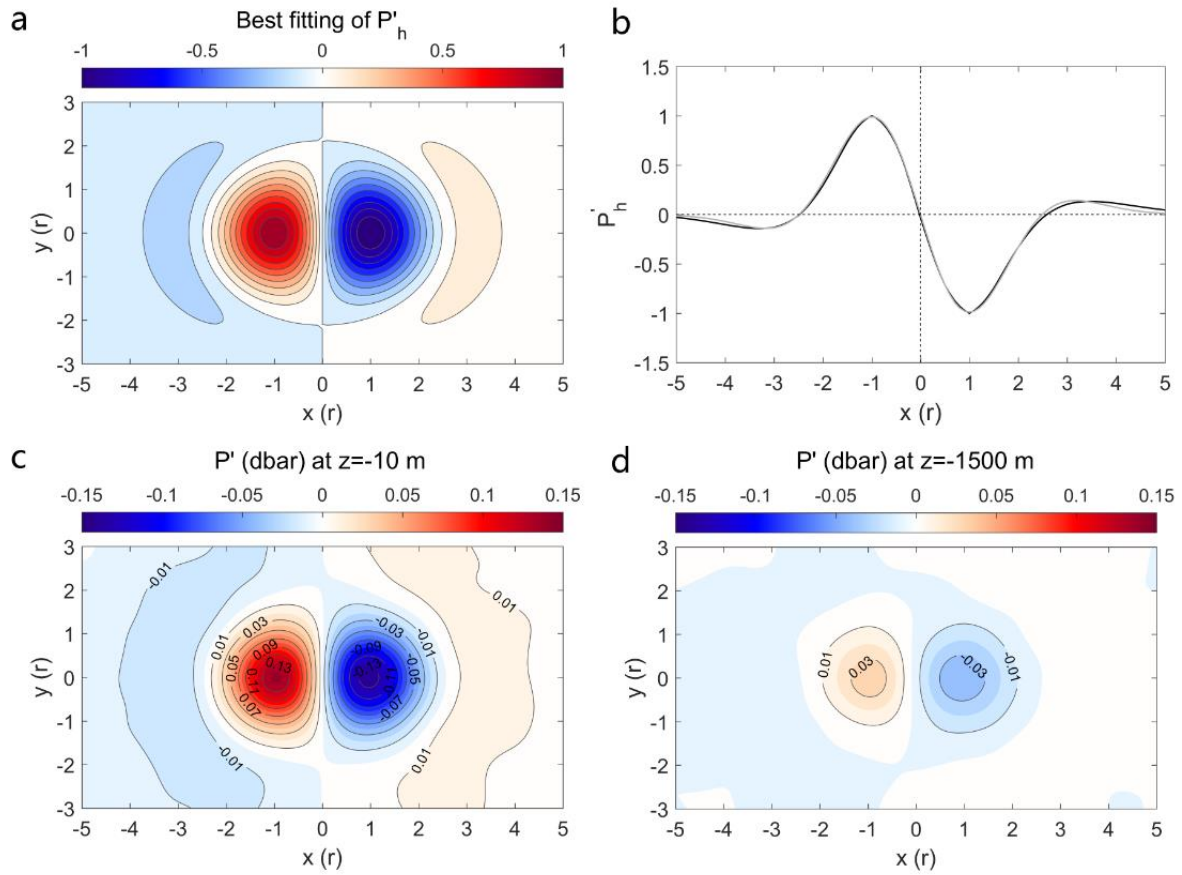 a
Best fitting of P'h
-1 -0.5 0 0.5 1
3
2
1
0
-1
-2
-3
y (r)
-5 -4 -3 -2 -1 0 1 2 3 4 5
x (r)
b
1.5
1
0.5
0
-0.5
-1
-1.5
P'h
-5 -4 -3 -2 -1 0 1 2 3 4 5
x (r)
c
P' (dbar) at z=-10 m
-0.15 -0.1 -0.05 0 0.05 0.1 0.15
3
2
1
0
-1
-2
-3
y (r)
-0.01
0.01
0.01
0.03
0.05
0.09
0.13
0.11
0.07
-0.03
-0.01
-0.09
-0.05
-0.13
-0.11
-0.07
-0.01
0.01
-5 -4 -3 -2 -1 0 1 2 3 4 5
x (r)
d
P' (dbar) at z=-1500 m
-0.15 -0.1 -0.05 0 0.05 0.1 0.15
3
2
1
0
-1
-2
-3
y (r)
0.01
0.03
-0.03
-0.01
-5 -4 -3 -2 -1 0 1 2 3 4 5
x (r)